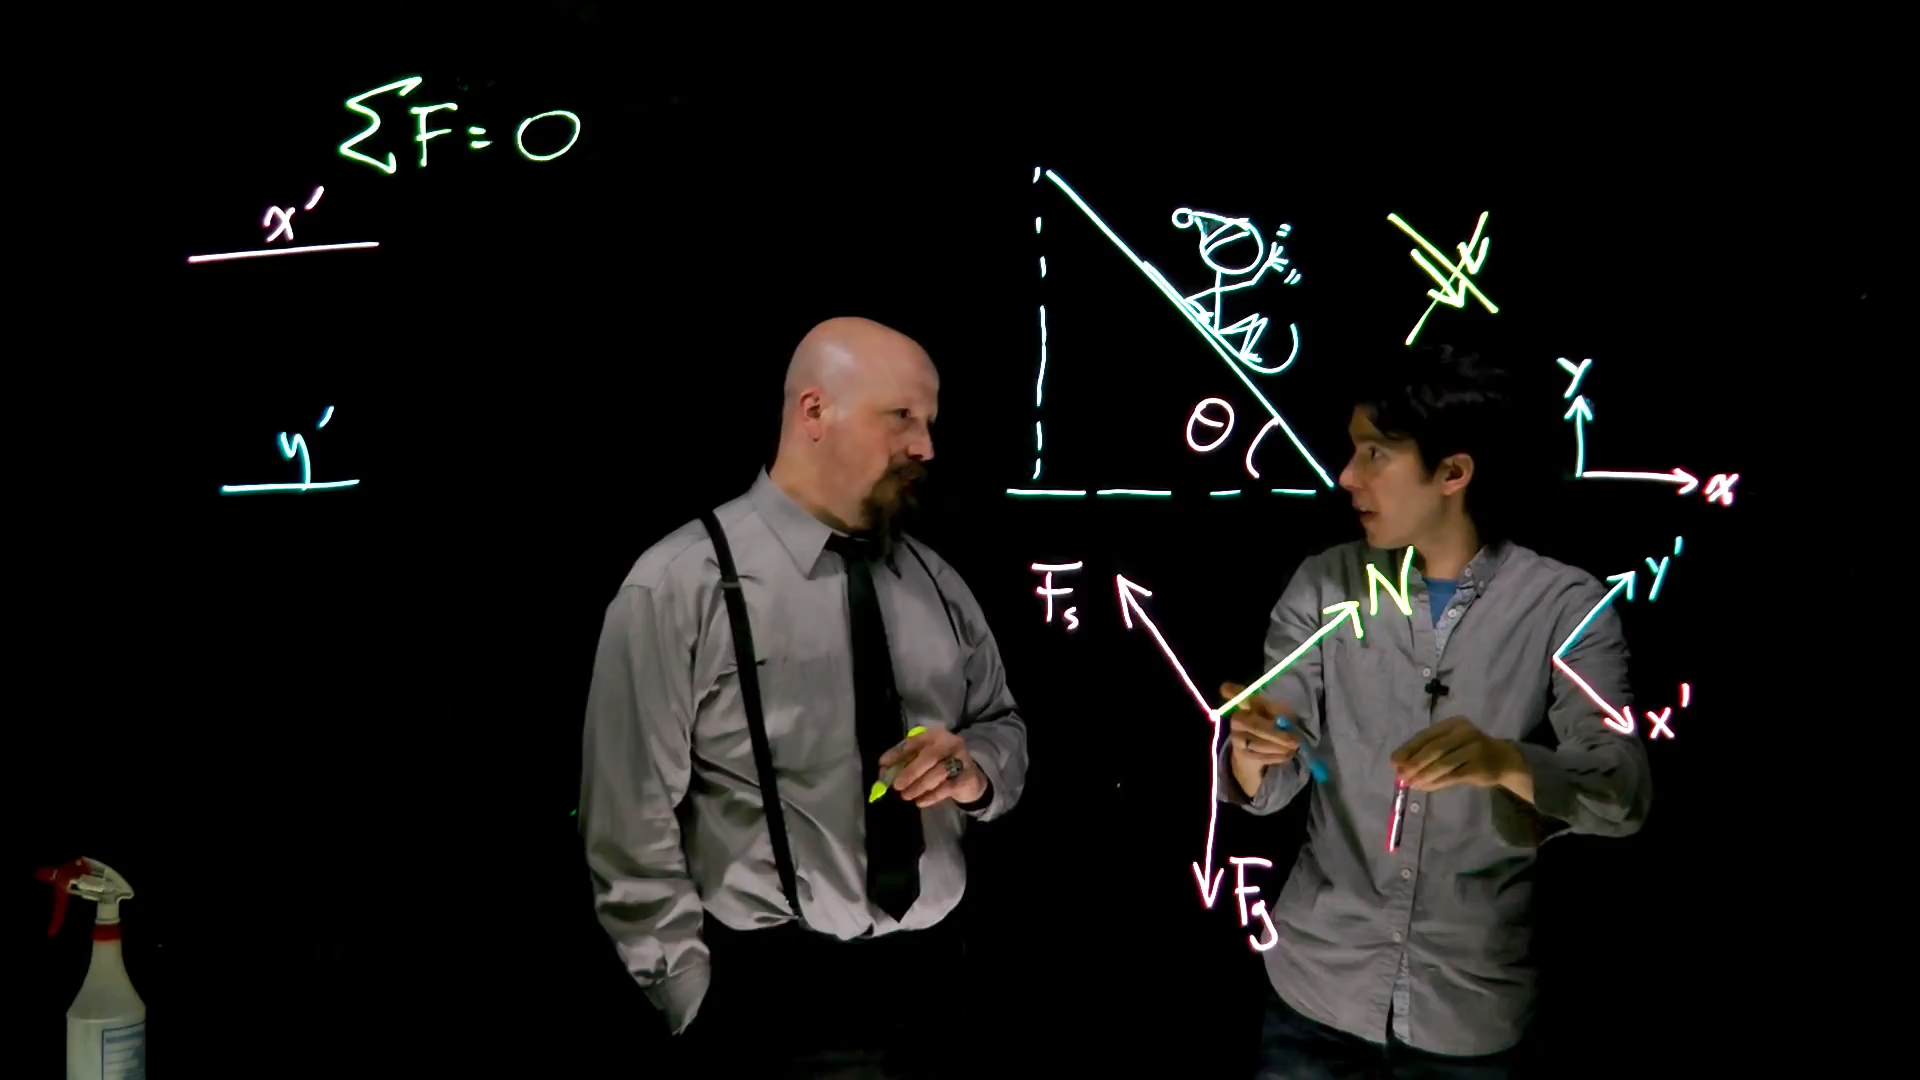 ΣF=0
x'
y'
θ
y
x
Fs
N
y'
x'
Fg